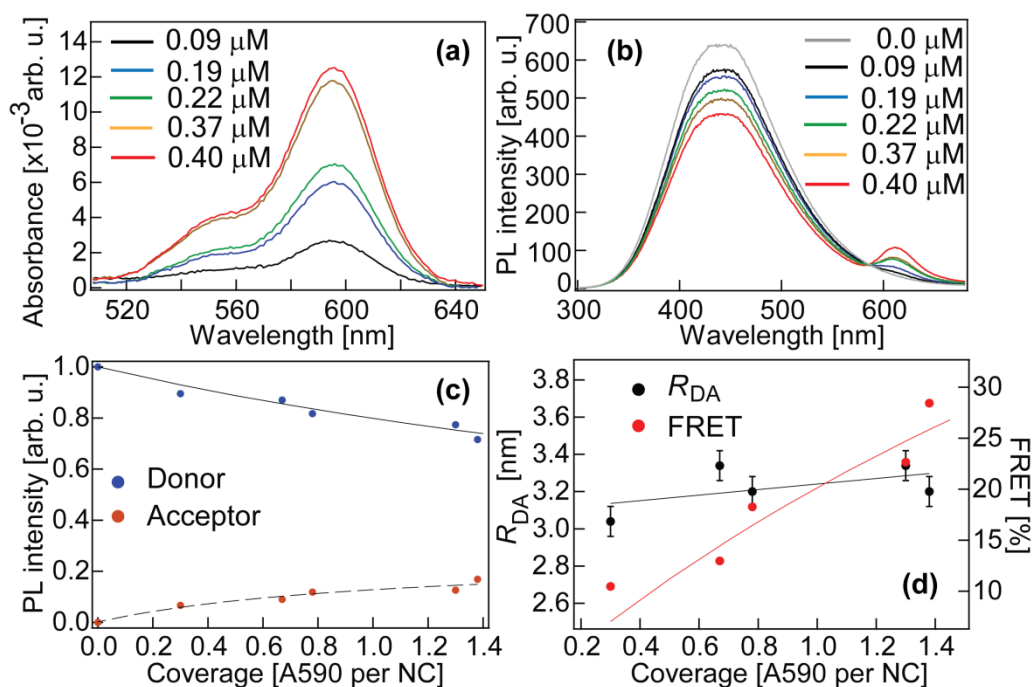 (a)
0.09 μM
0.19 μM
0.22 μM
0.37 μM
0.40 μM
Absorbance [x10⁻³ arb. u.]
14
12
10
8
6
4
2
0
520
560
600
640
Wavelength [nm]
(b)
0.0 μM
0.09 μM
0.19 μM
0.22 μM
0.37 μM
0.40 μM
PL intensity [arb. u.]
700
600
500
400
300
200
100
0
300
400
500
600
Wavelength [nm]
(c)
Donor
Acceptor
PL intensity [arb. u.]
1.0
0.8
0.6
0.4
0.2
0.0
0.0
0.2
0.4
0.6
0.8
1.0
1.2
1.4
Coverage [A590 per NC]
(d)
R_DA
FRET
R_DA [nm]
3.8
3.6
3.4
3.2
3.0
2.8
2.6
FRET [%]
30
25
20
15
10
0.2
0.4
0.6
0.8
1.0
1.2
1.4
Coverage [A590 per NC]